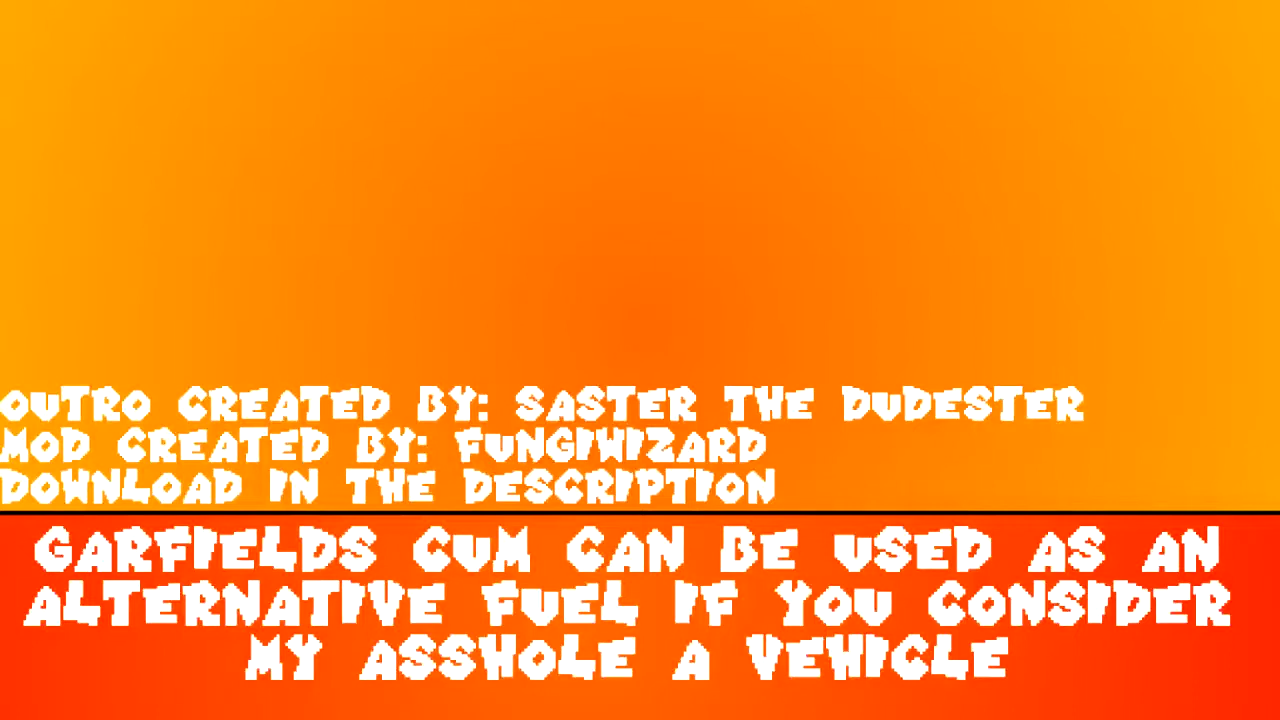 OUTRO CREATED BY: SASTER THE DUDESTER
MOD CREATED BY: FUNGIWIZARD
DOWNLOAD IN THE DESCRIPTION
GARFIELDS CUM CAN BE USED AS AN
ALTERNATIVE FUEL IF YOU CONSIDER
MY ASSHOLE A VEHICLE